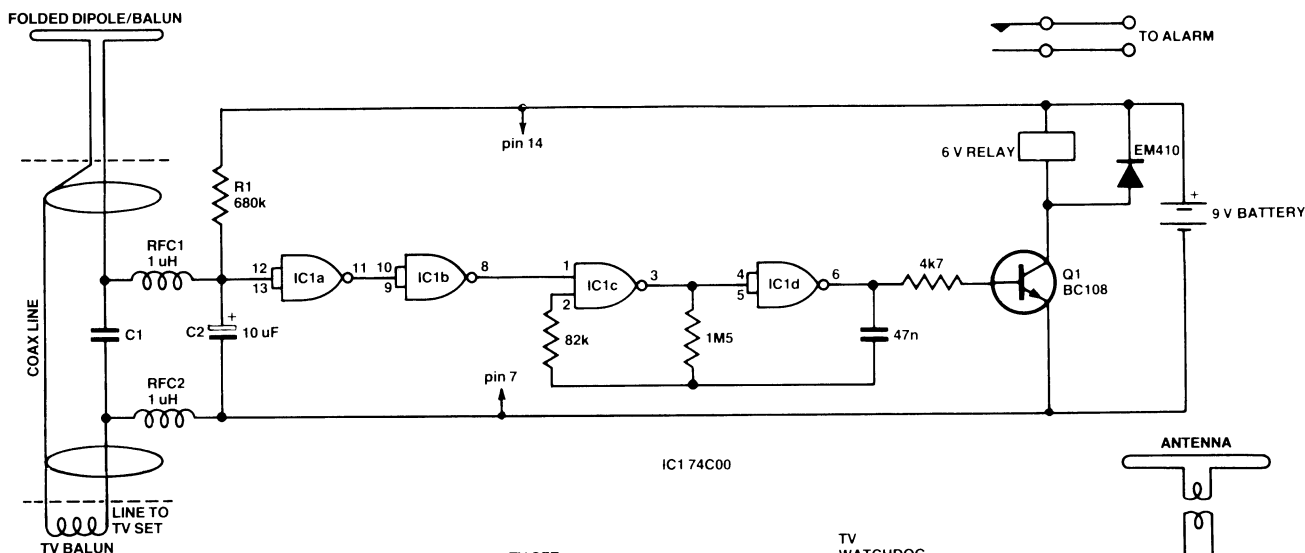 FOLDED DIPOLE/BALUN
TO ALARM
pin 14
6 V RELAY
EM410
R1
680k
+
9 V BATTERY
RFC1
1 uH
12
13
IC1a
11
10
9
IC1b
8
1
2
IC1c
3
4
5
IC1d
6
4k7
Q1
BC108
COAX LINE
C1
C2
+
10 uF
82k
1M5
47n
pin 7
RFC2
1 uH
IC1 74C00
ANTENNA
LINE TO
TV SET
TV BALUN
TV SET
TV
WATCHDOG